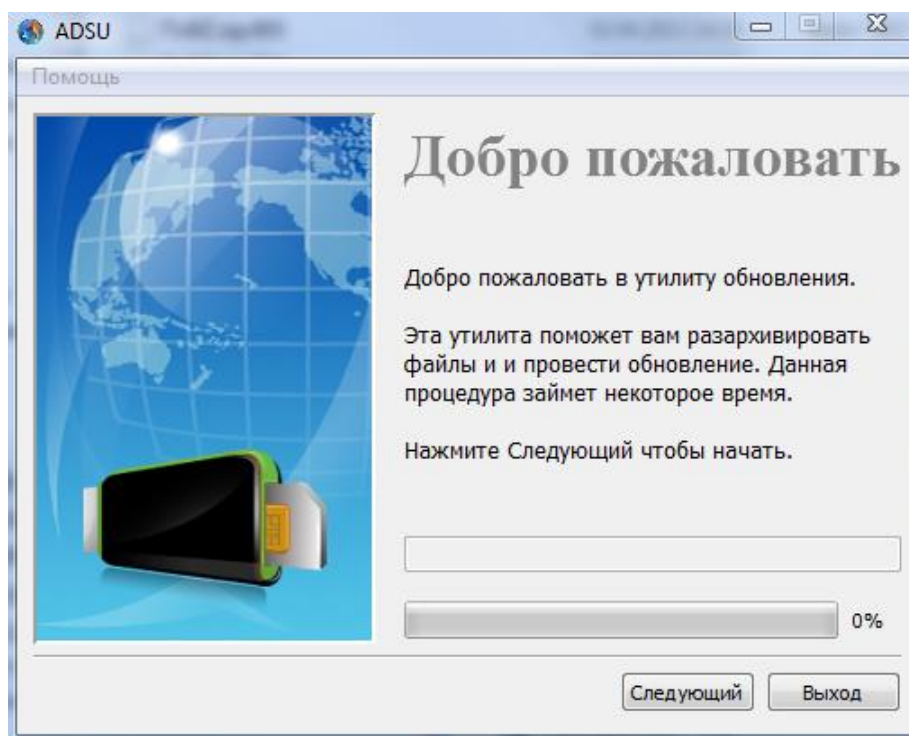 ADSU
Помощь
Добро пожаловать
Добро пожаловать в утилиту обновления.
Эта утилита поможет вам разархивировать
файлы и и провести обновление. Данная
процедура займет некоторое время.
Нажмите Следующий чтобы начать.
0%
Следующий
Выход